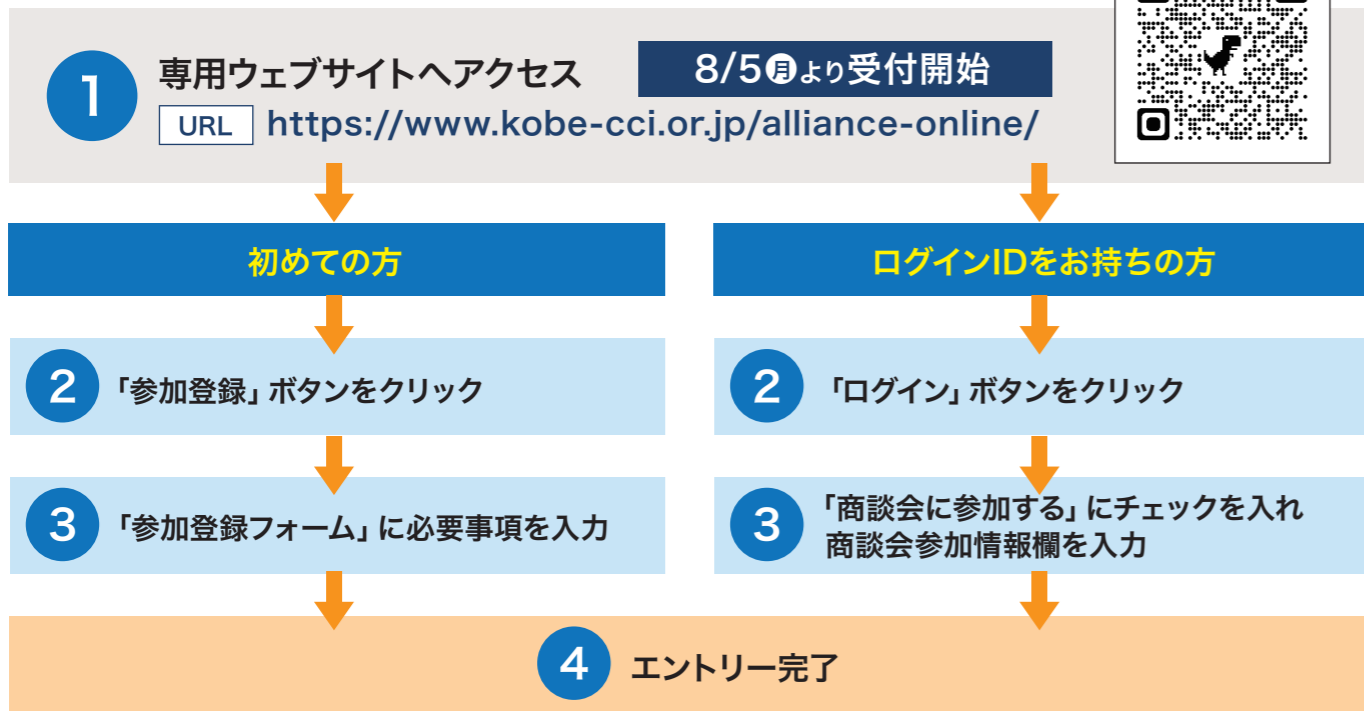 1 専用ウェブサイトへアクセス 8/5㊊より受付開始
URL https://www.kobe-cci.or.jp/alliance-online/
初めての方
2 「参加登録」ボタンをクリック
3 「参加登録フォーム」に必要事項を入力
ログインIDをお持ちの方
2 「ログイン」ボタンをクリック
3 「商談会に参加する」にチェックを入れ
商談会参加情報欄を入力
4 エントリー完了